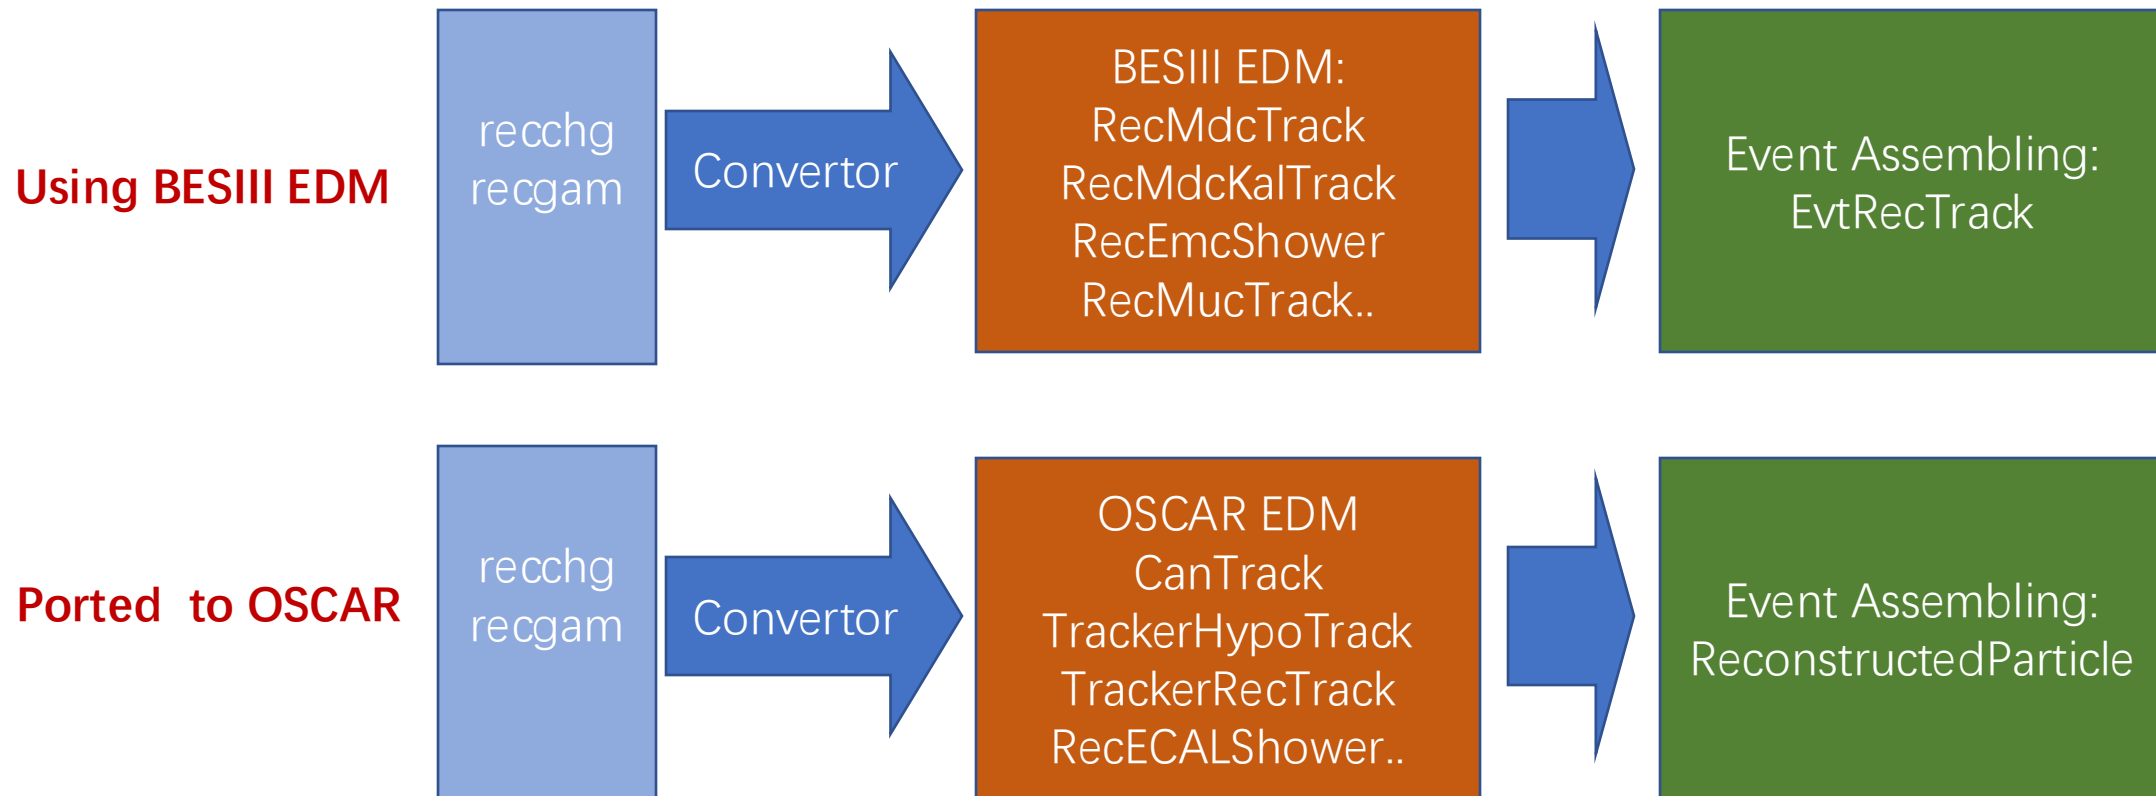 Using BESIII EDM
recchg
recgam
Convertor
BESIII EDM:
RecMdcTrack
RecMdcKalTrack
RecEmcShower
RecMucTrack..
Event Assembling:
EvtRecTrack
Ported to OSCAR
recchg
recgam
Convertor
OSCAR EDM
CanTrack
TrackerHypoTrack
TrackerRecTrack
RecECALShower..
Event Assembling:
ReconstructedParticle